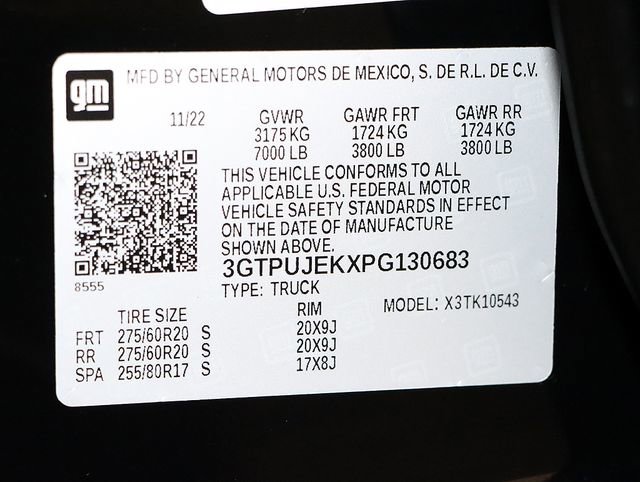 gm
MFD BY GENERAL MOTORS DE MEXICO, S. DE R.L. DE C.V.
11/22 GVWR GAWR FRT GAWR RR
3175 KG 1724 KG 1724 KG
7000 LB 3800 LB 3800 LB
THIS VEHICLE CONFORMS TO ALL
APPLICABLE U.S. FEDERAL MOTOR
VEHICLE SAFETY STANDARDS IN EFFECT
ON THE DATE OF MANUFACTURE
SHOWN ABOVE.
3GTPUJEKXPG130683
8555
TYPE: TRUCK
MODEL: X3TK10543
TIRE SIZE RIM
FRT 275/60R20 S 20X9J
RR 275/60R20 S 20X9J
SPA 255/80R17 S 17X8J